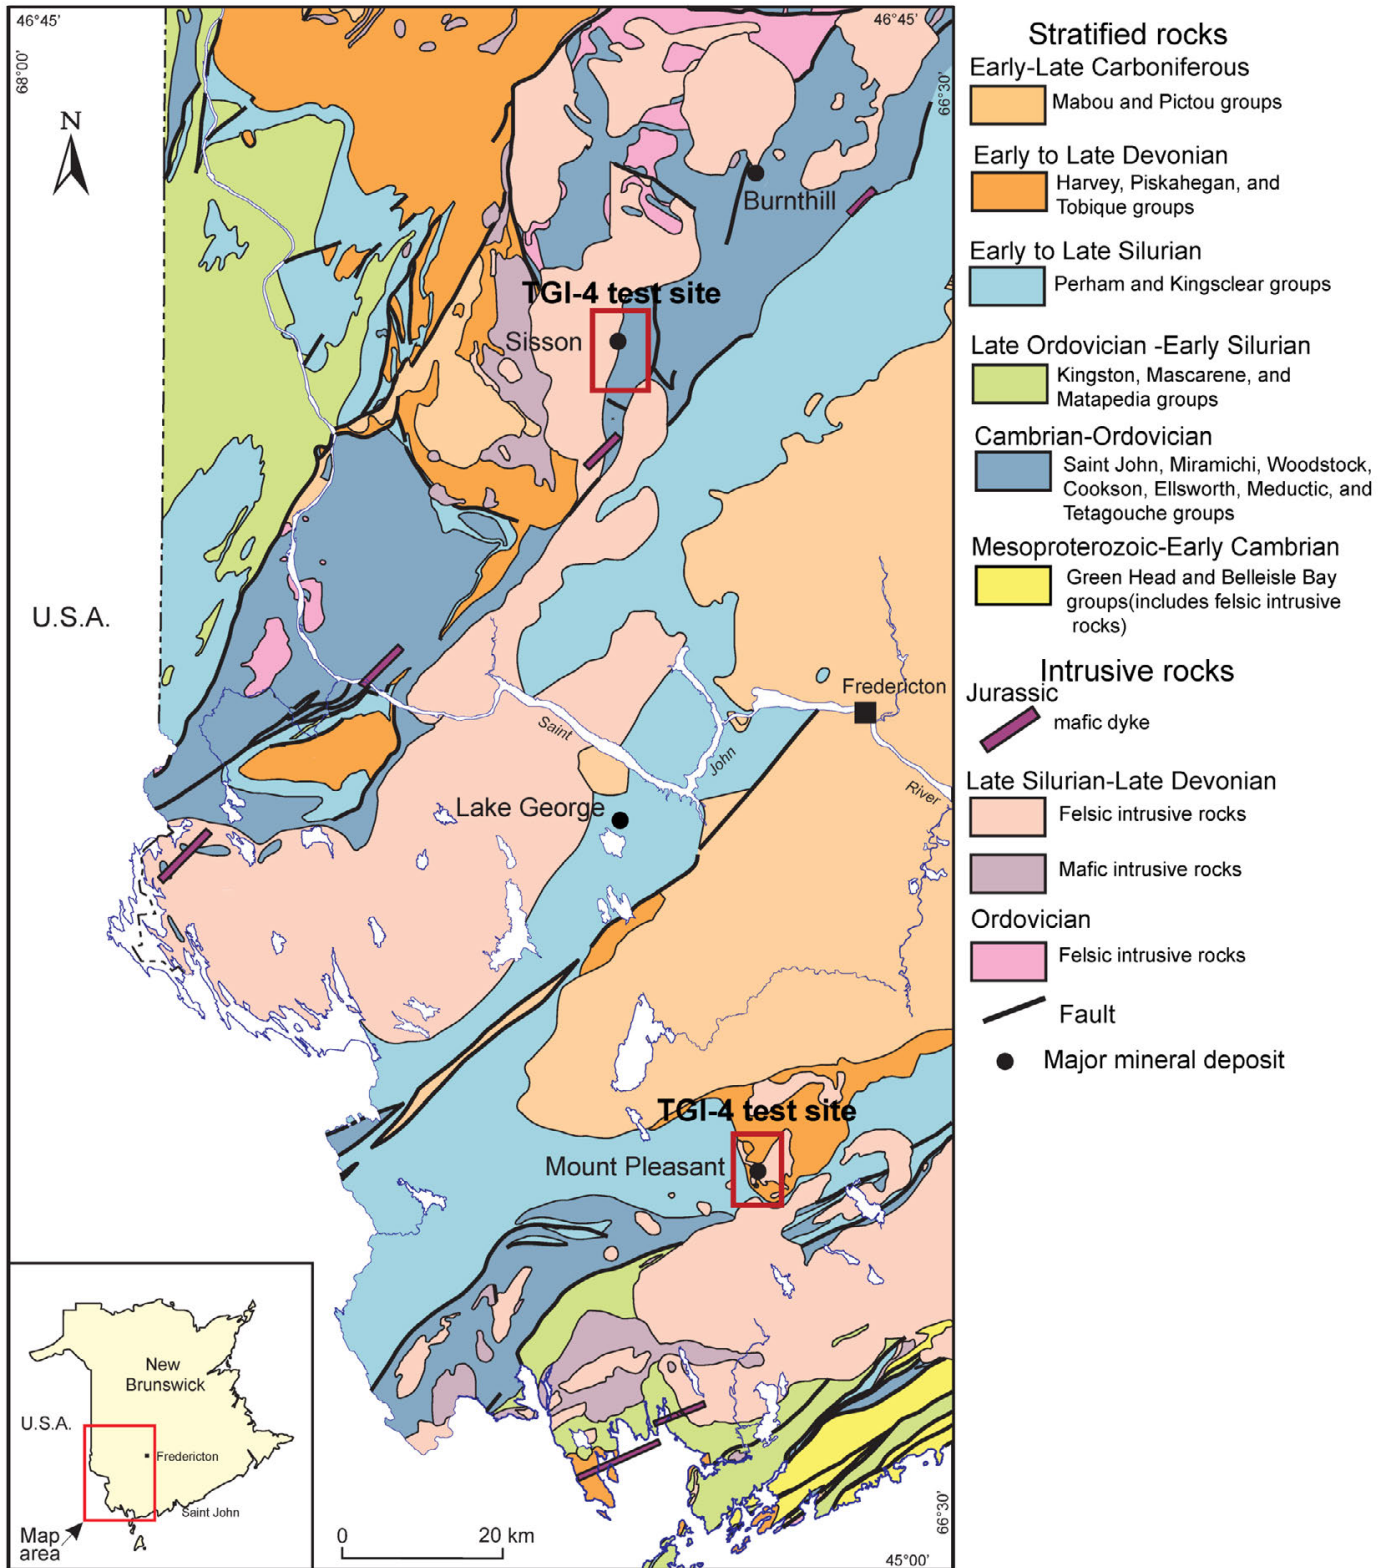 46°45'
46°45'
68°00'
66°30'
N
Burnthill
TGI-4 test site
Sisson
U.S.A.
Fredericton
Saint
John
River
Lake George
TGI-4 test site
Mount Pleasant
New
Brunswick
U.S.A.
Fredericton
Saint John
Map
area
0
20 km
66°30'
45°00'
Stratified rocks
Early-Late Carboniferous
Mabou and Pictou groups
Early to Late Devonian
Harvey, Piskahegan, and
Tobique groups
Early to Late Silurian
Perham and Kingsclear groups
Late Ordovician -Early Silurian
Kingston, Mascarene, and
Matapedia groups
Cambrian-Ordovician
Saint John, Miramichi, Woodstock,
Cookson, Ellsworth, Meductic, and
Tetagouche groups
Mesoproterozoic-Early Cambrian
Green Head and Belleisle Bay
groups(includes felsic intrusive
rocks)
Intrusive rocks
Jurassic
mafic dyke
Late Silurian-Late Devonian
Felsic intrusive rocks
Mafic intrusive rocks
Ordovician
Felsic intrusive rocks
Fault
Major mineral deposit